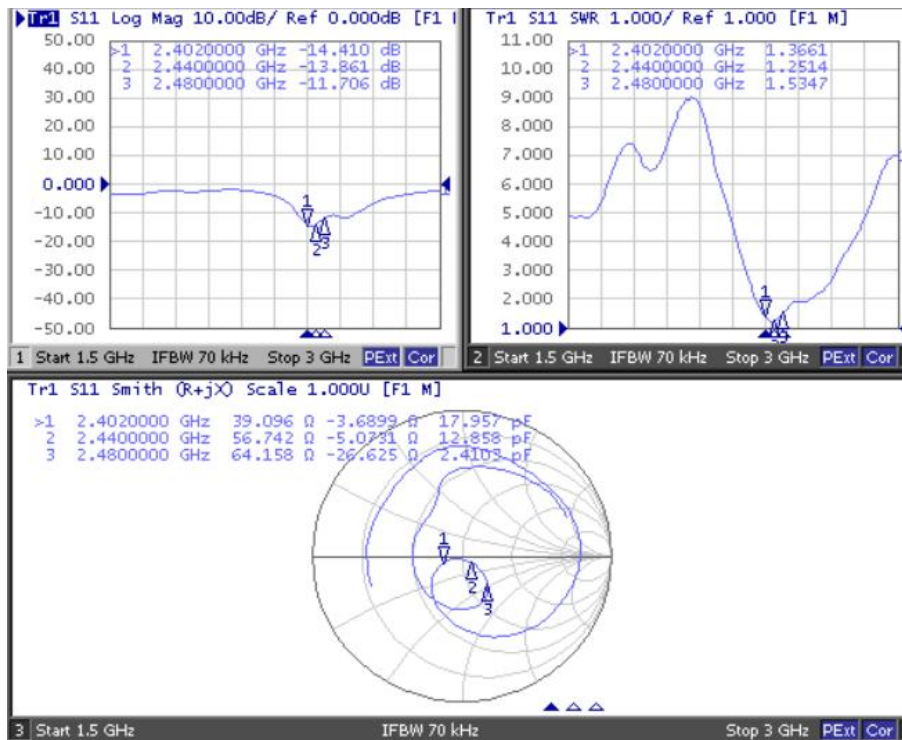 Tr1 S11 Log Mag 10.00dB/ Ref 0.000dB [F1
50.00
40.00
30.00
20.00
10.00
0.000
-10.00
-20.00
-30.00
-40.00
-50.00
>1 2.4020000 GHz -14.410 dB
2 2.4400000 GHz -13.861 dB
3 2.4800000 GHz -11.706 dB
1
2
3
1 Start 1.5 GHz IFBW 70 kHz Stop 3 GHz PExt Cor
Tr1 S11 SWR 1.000/ Ref 1.000 [F1 M]
11.00
10.00
9.000
8.000
7.000
6.000
5.000
4.000
3.000
2.000
1.000
>1 2.4020000 GHz 1.3661
2 2.4400000 GHz 1.2514
3 2.4800000 GHz 1.5347
1
2 Start 1.5 GHz IFBW 70 kHz Stop 3 GHz PExt Cor
Tr1 S11 Smith (R+jX) Scale 1.000U [F1 M]
>1 2.4020000 GHz 39.096 Ω -3.6899 Ω 17.957 pF
2 2.4400000 GHz 56.742 Ω -5.0731 Ω 12.858 pF
3 2.4800000 GHz 64.158 Ω -26.625 Ω 2.4103 pF
1
2
3
3 Start 1.5 GHz IFBW 70 kHz Stop 3 GHz PExt Cor